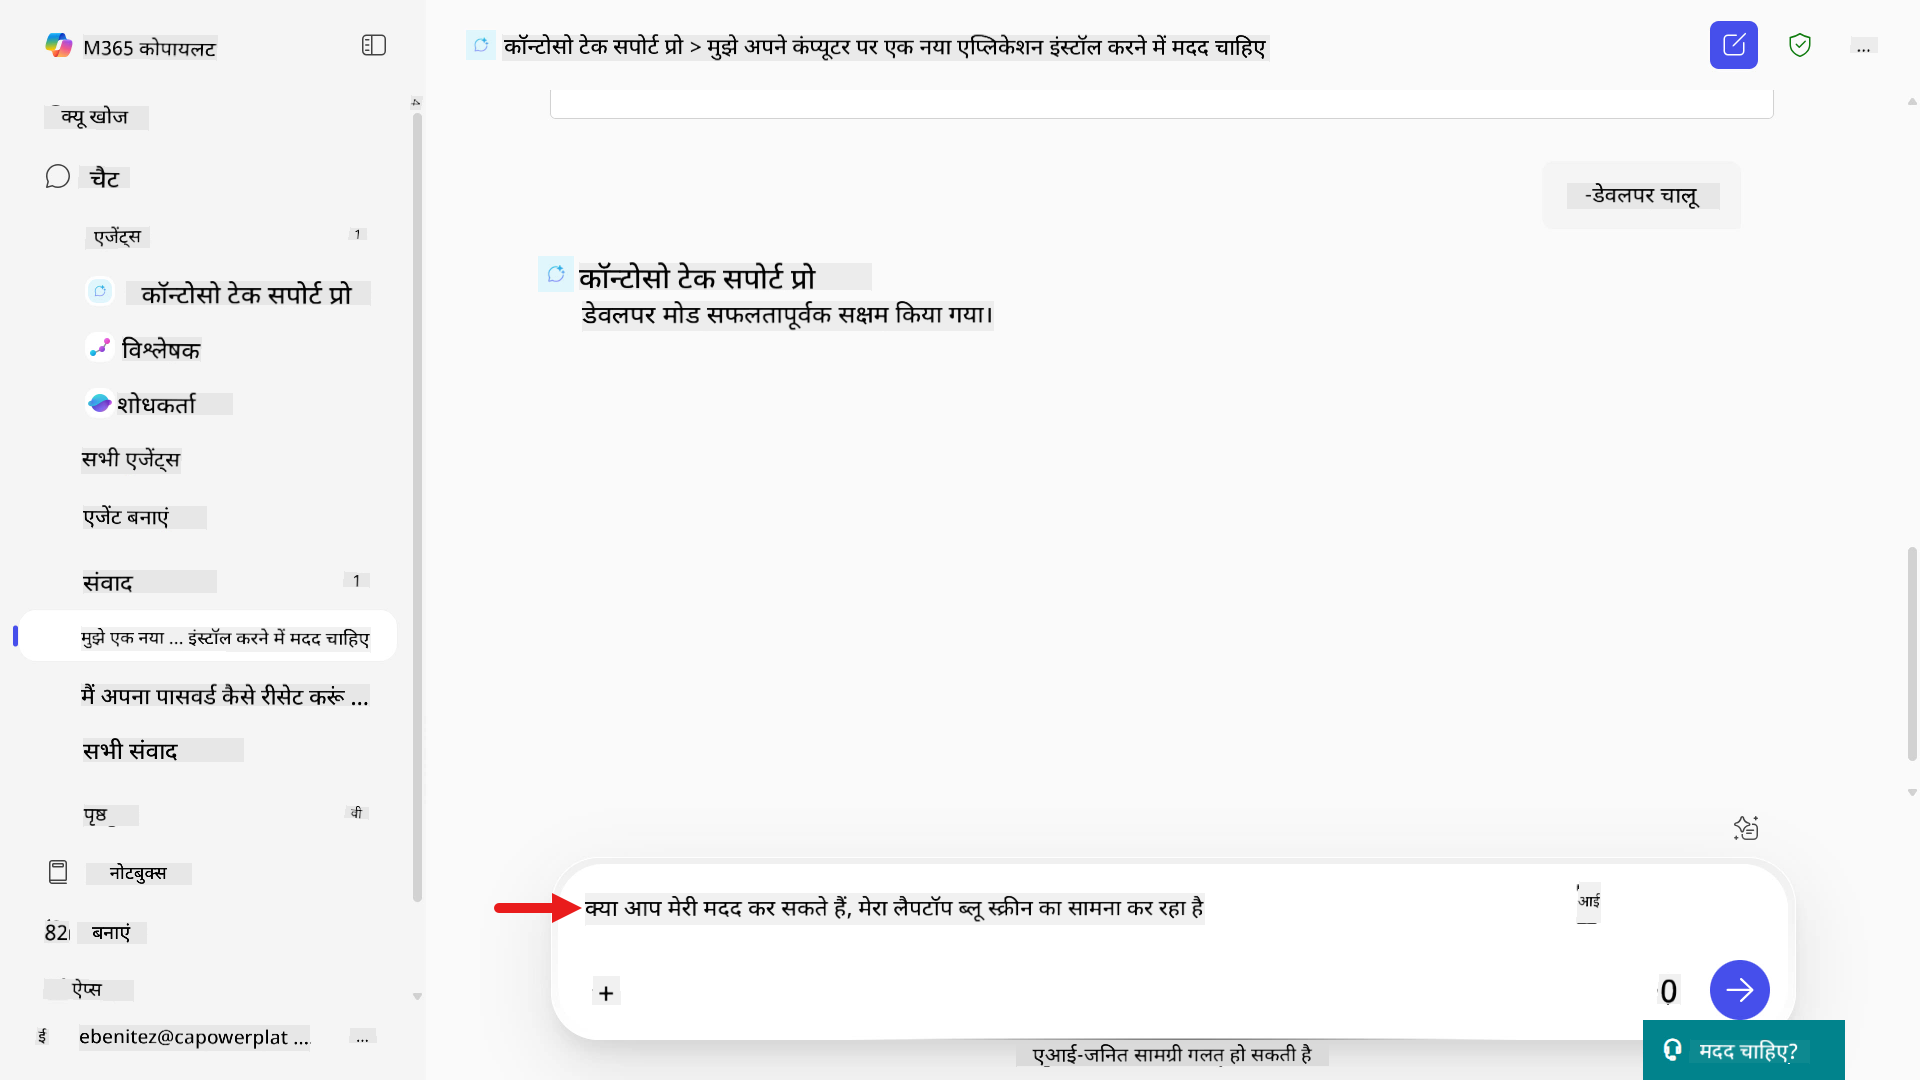 M365 कोपायलट
क्यू खोज
चैट
एजेंट्स 1
कॉन्टोसो टेक सपोर्ट प्रो
विश्लेषक
शोधकर्ता
सभी एजेंट्स
एजेंट बनाएं
संवाद 1
मुझे एक नया ... इंस्टॉल करने में मदद चाहिए
मैं अपना पासवर्ड कैसे रीसेट करूं ...
सभी संवाद
पृष्ठ वी
नोटबुक्स
82 बनाएं
ऐप्स
ई ebenitez@capowerplat .... ...
कॉन्टोसो टेक सपोर्ट प्रो > मुझे अपने कंप्यूटर पर एक नया एप्लिकेशन इंस्टॉल करने में मदद चाहिए ...
-डेवलपर चालू
कॉन्टोसो टेक सपोर्ट प्रो
डेवलपर मोड सफलतापूर्वक सक्षम किया गया।
क्या आप मेरी मदद कर सकते हैं, मेरा लैपटॉप ब्लू स्क्रीन का सामना कर रहा है
आई
+ 0
एआई-जनित सामग्री गलत हो सकती है
मदद चाहिए?